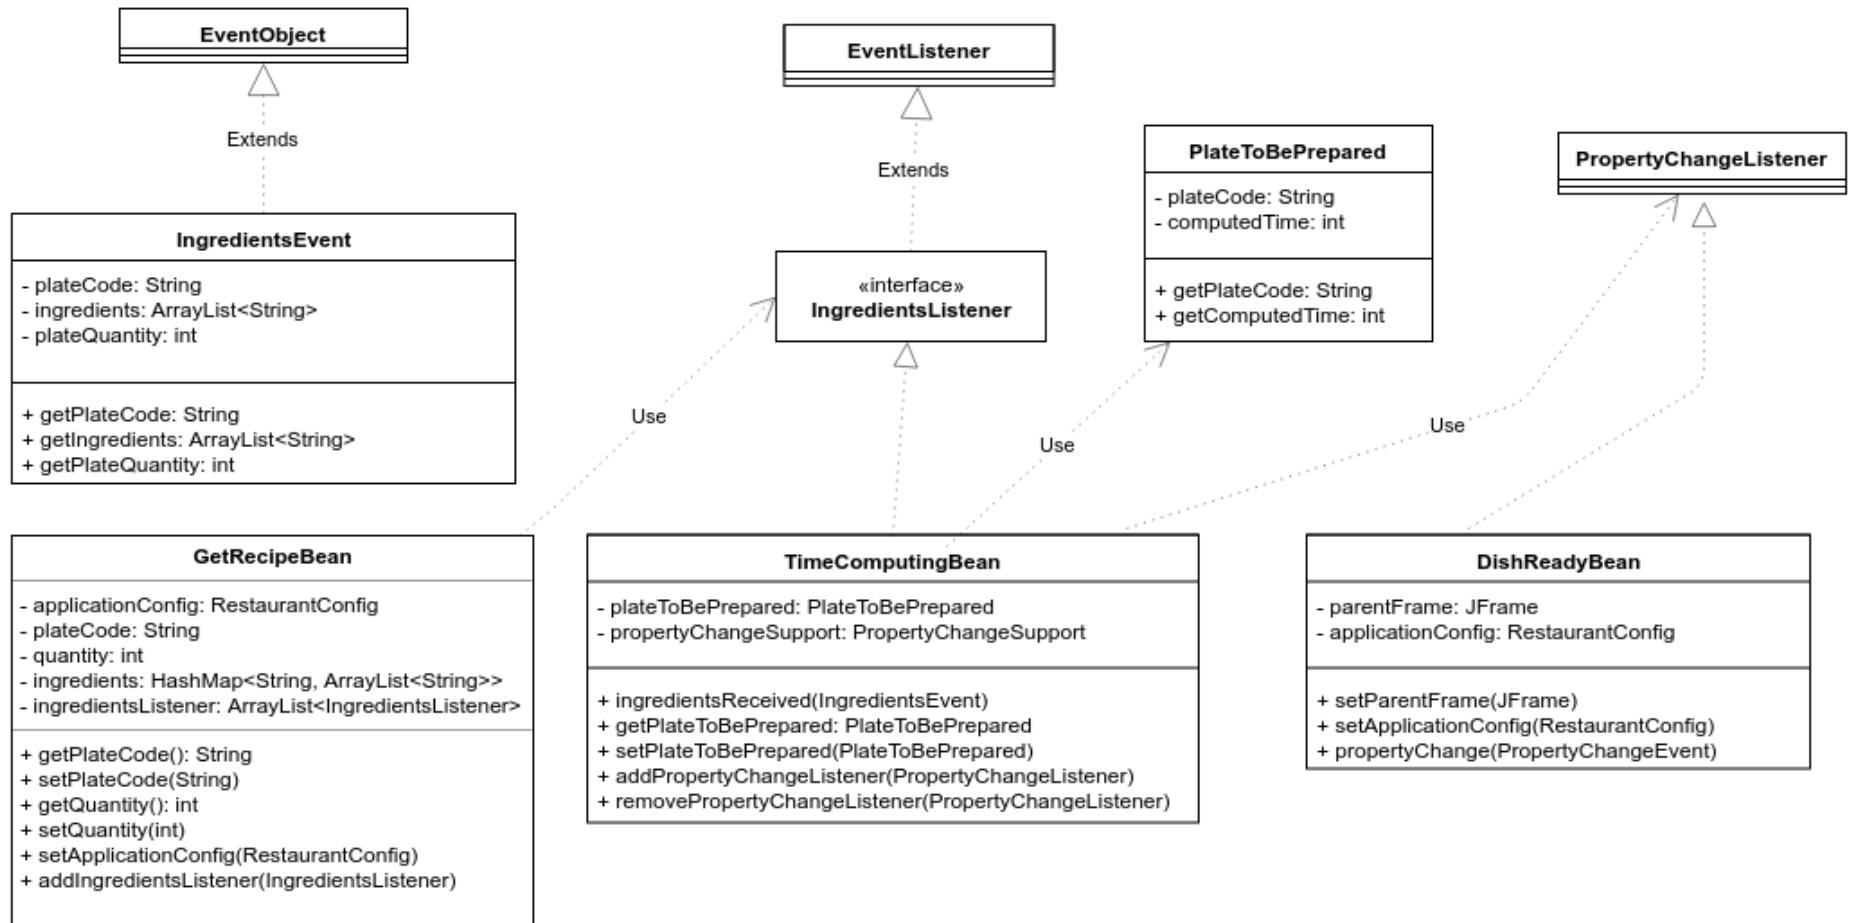 EventObject
Extends
IngredientsEvent
- plateCode: String
- ingredients: ArrayList<String>
- plateQuantity: int
+ getPlateCode: String
+ getIngredients: ArrayList<String>
+ getPlateQuantity: int
EventListener
Extends
«interface»
IngredientsListener
PlateToBePrepared
- plateCode: String
- computedTime: int
+ getPlateCode: String
+ getComputedTime: int
PropertyChangeListener
Use
Use
Use
GetRecipeBean
- applicationConfig: RestaurantConfig
- plateCode: String
- quantity: int
- ingredients: HashMap<String, ArrayList<String>>
- ingredientsListener: ArrayList<IngredientsListener>
+ getPlateCode(): String
+ setPlateCode(String)
+ getQuantity(): int
+ setQuantity(int)
+ setApplicationConfig(RestaurantConfig)
+ addIngredientsListener(IngredientsListener)
TimeComputingBean
- plateToBePrepared: PlateToBePrepared
- propertyChangeSupport: PropertyChangeSupport
+ ingredientsReceived(IngredientsEvent)
+ getPlateToBePrepared: PlateToBePrepared
+ setPlateToBePrepared(PlateToBePrepared)
+ addPropertyChangeListener(PropertyChangeListener)
+ removePropertyChangeListener(PropertyChangeListener)
DishReadyBean
- parentFrame: JFrame
- applicationConfig: RestaurantConfig
+ setParentFrame(JFrame)
+ setApplicationConfig(RestaurantConfig)
+ propertyChange(PropertyChangeEvent)